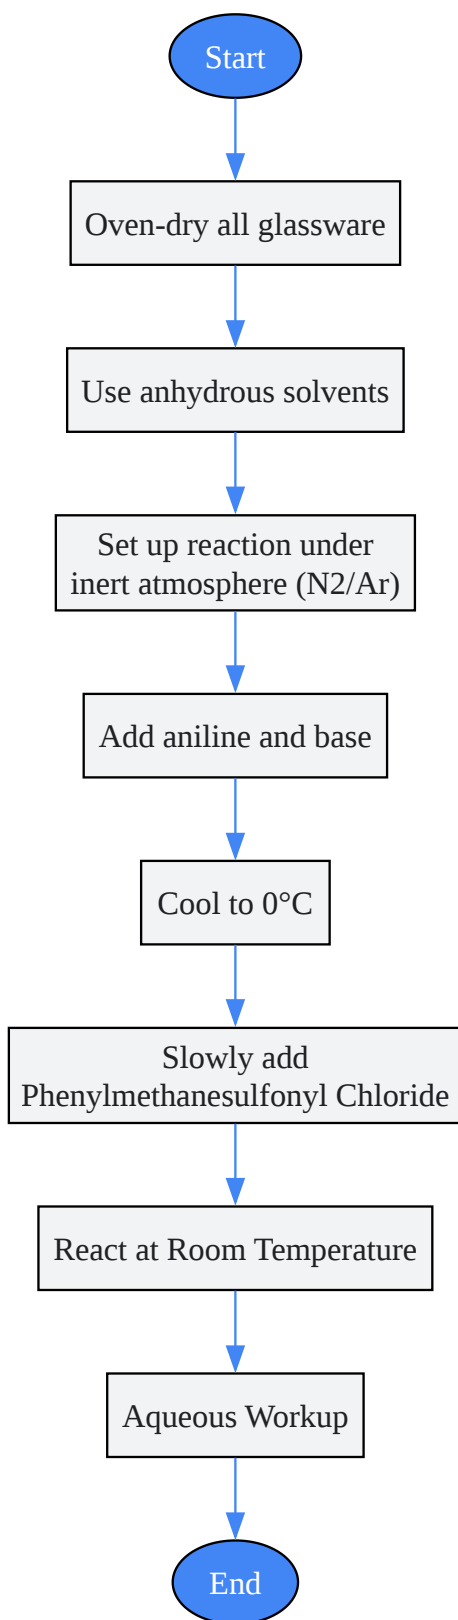 Start
Oven-dry all glassware
Use anhydrous solvents
Set up reaction under
inert atmosphere (N2/Ar)
Add aniline and base
Cool to 0°C
Slowly add
Phenylmethanesulfonyl Chloride
React at Room Temperature
Aqueous Workup
End